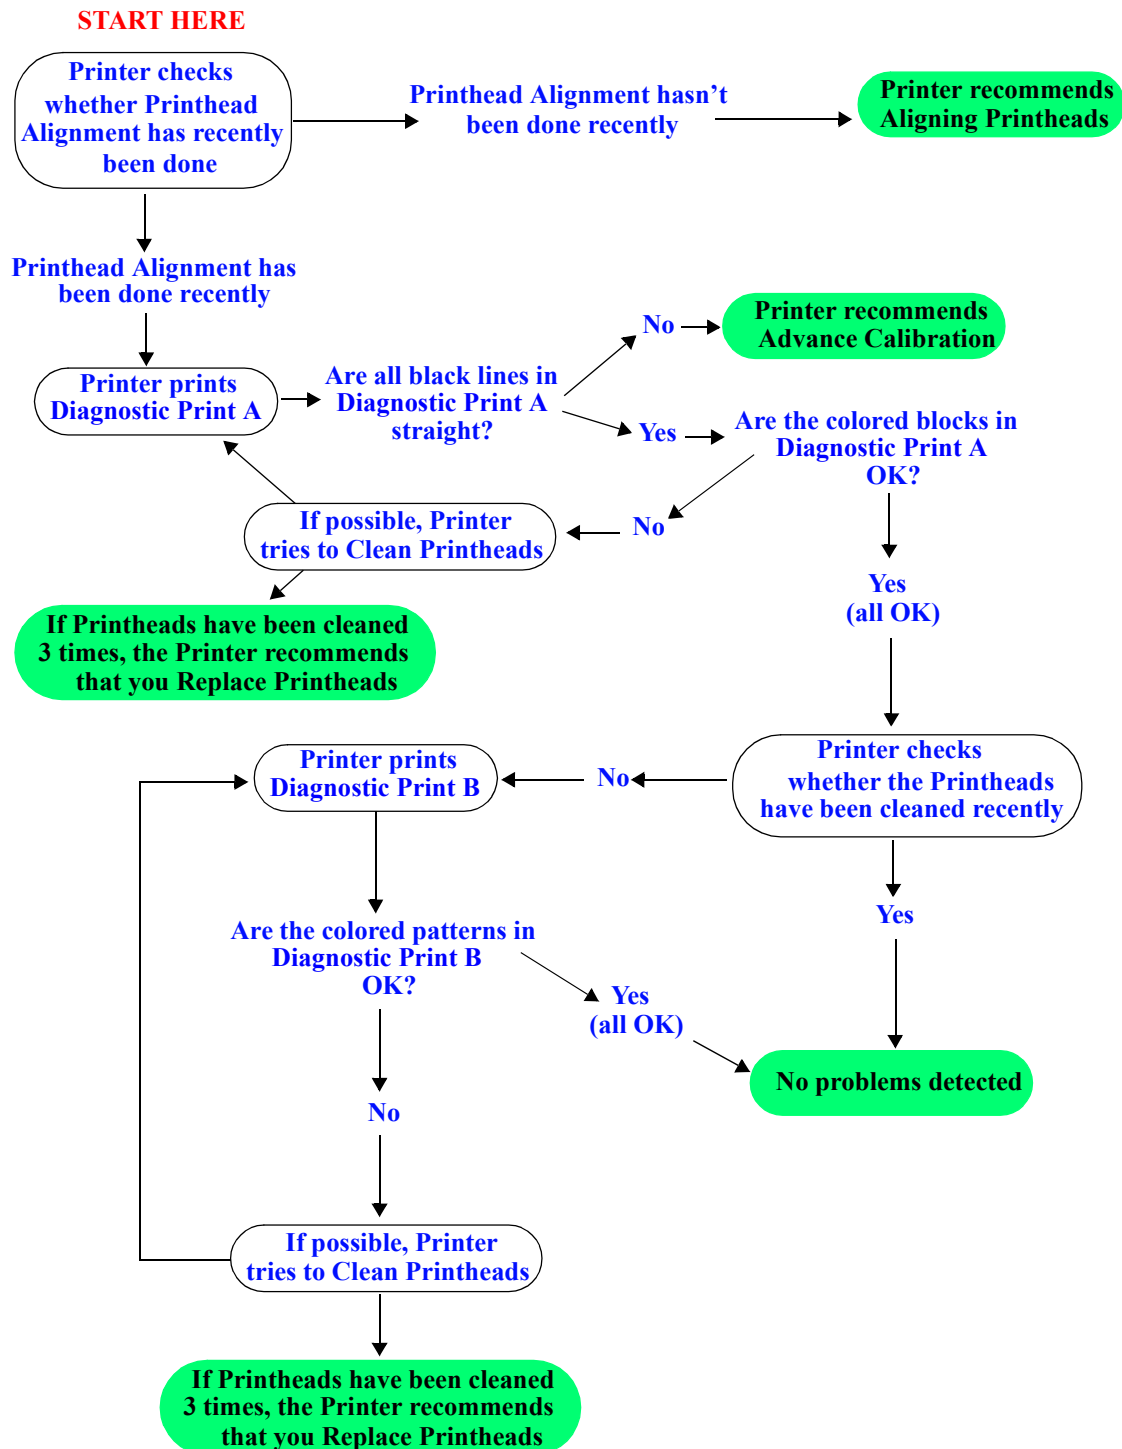 START HERE
Printer checks
whether Printhead
Alignment has recently
been done
Printhead Alignment hasn't
been done recently
Printer recommends
Aligning Printheads
Printhead Alignment has
been done recently
Printer prints
Diagnostic Print A
Are all black lines in
Diagnostic Print A
straight?
No
Printer recommends
Advance Calibration
Yes
Are the colored blocks in
Diagnostic Print A
OK?
No
If possible, Printer
tries to Clean Printheads
If Printheads have been cleaned
3 times, the Printer recommends
that you Replace Printheads
Yes
(all OK)
Printer checks
whether the Printheads
have been cleaned recently
No
Printer prints
Diagnostic Print B
Yes
Are the colored patterns in
Diagnostic Print B
OK?
Yes
(all OK)
No problems detected
No
If possible, Printer
tries to Clean Printheads
If Printheads have been cleaned
3 times, the Printer recommends
that you Replace Printheads